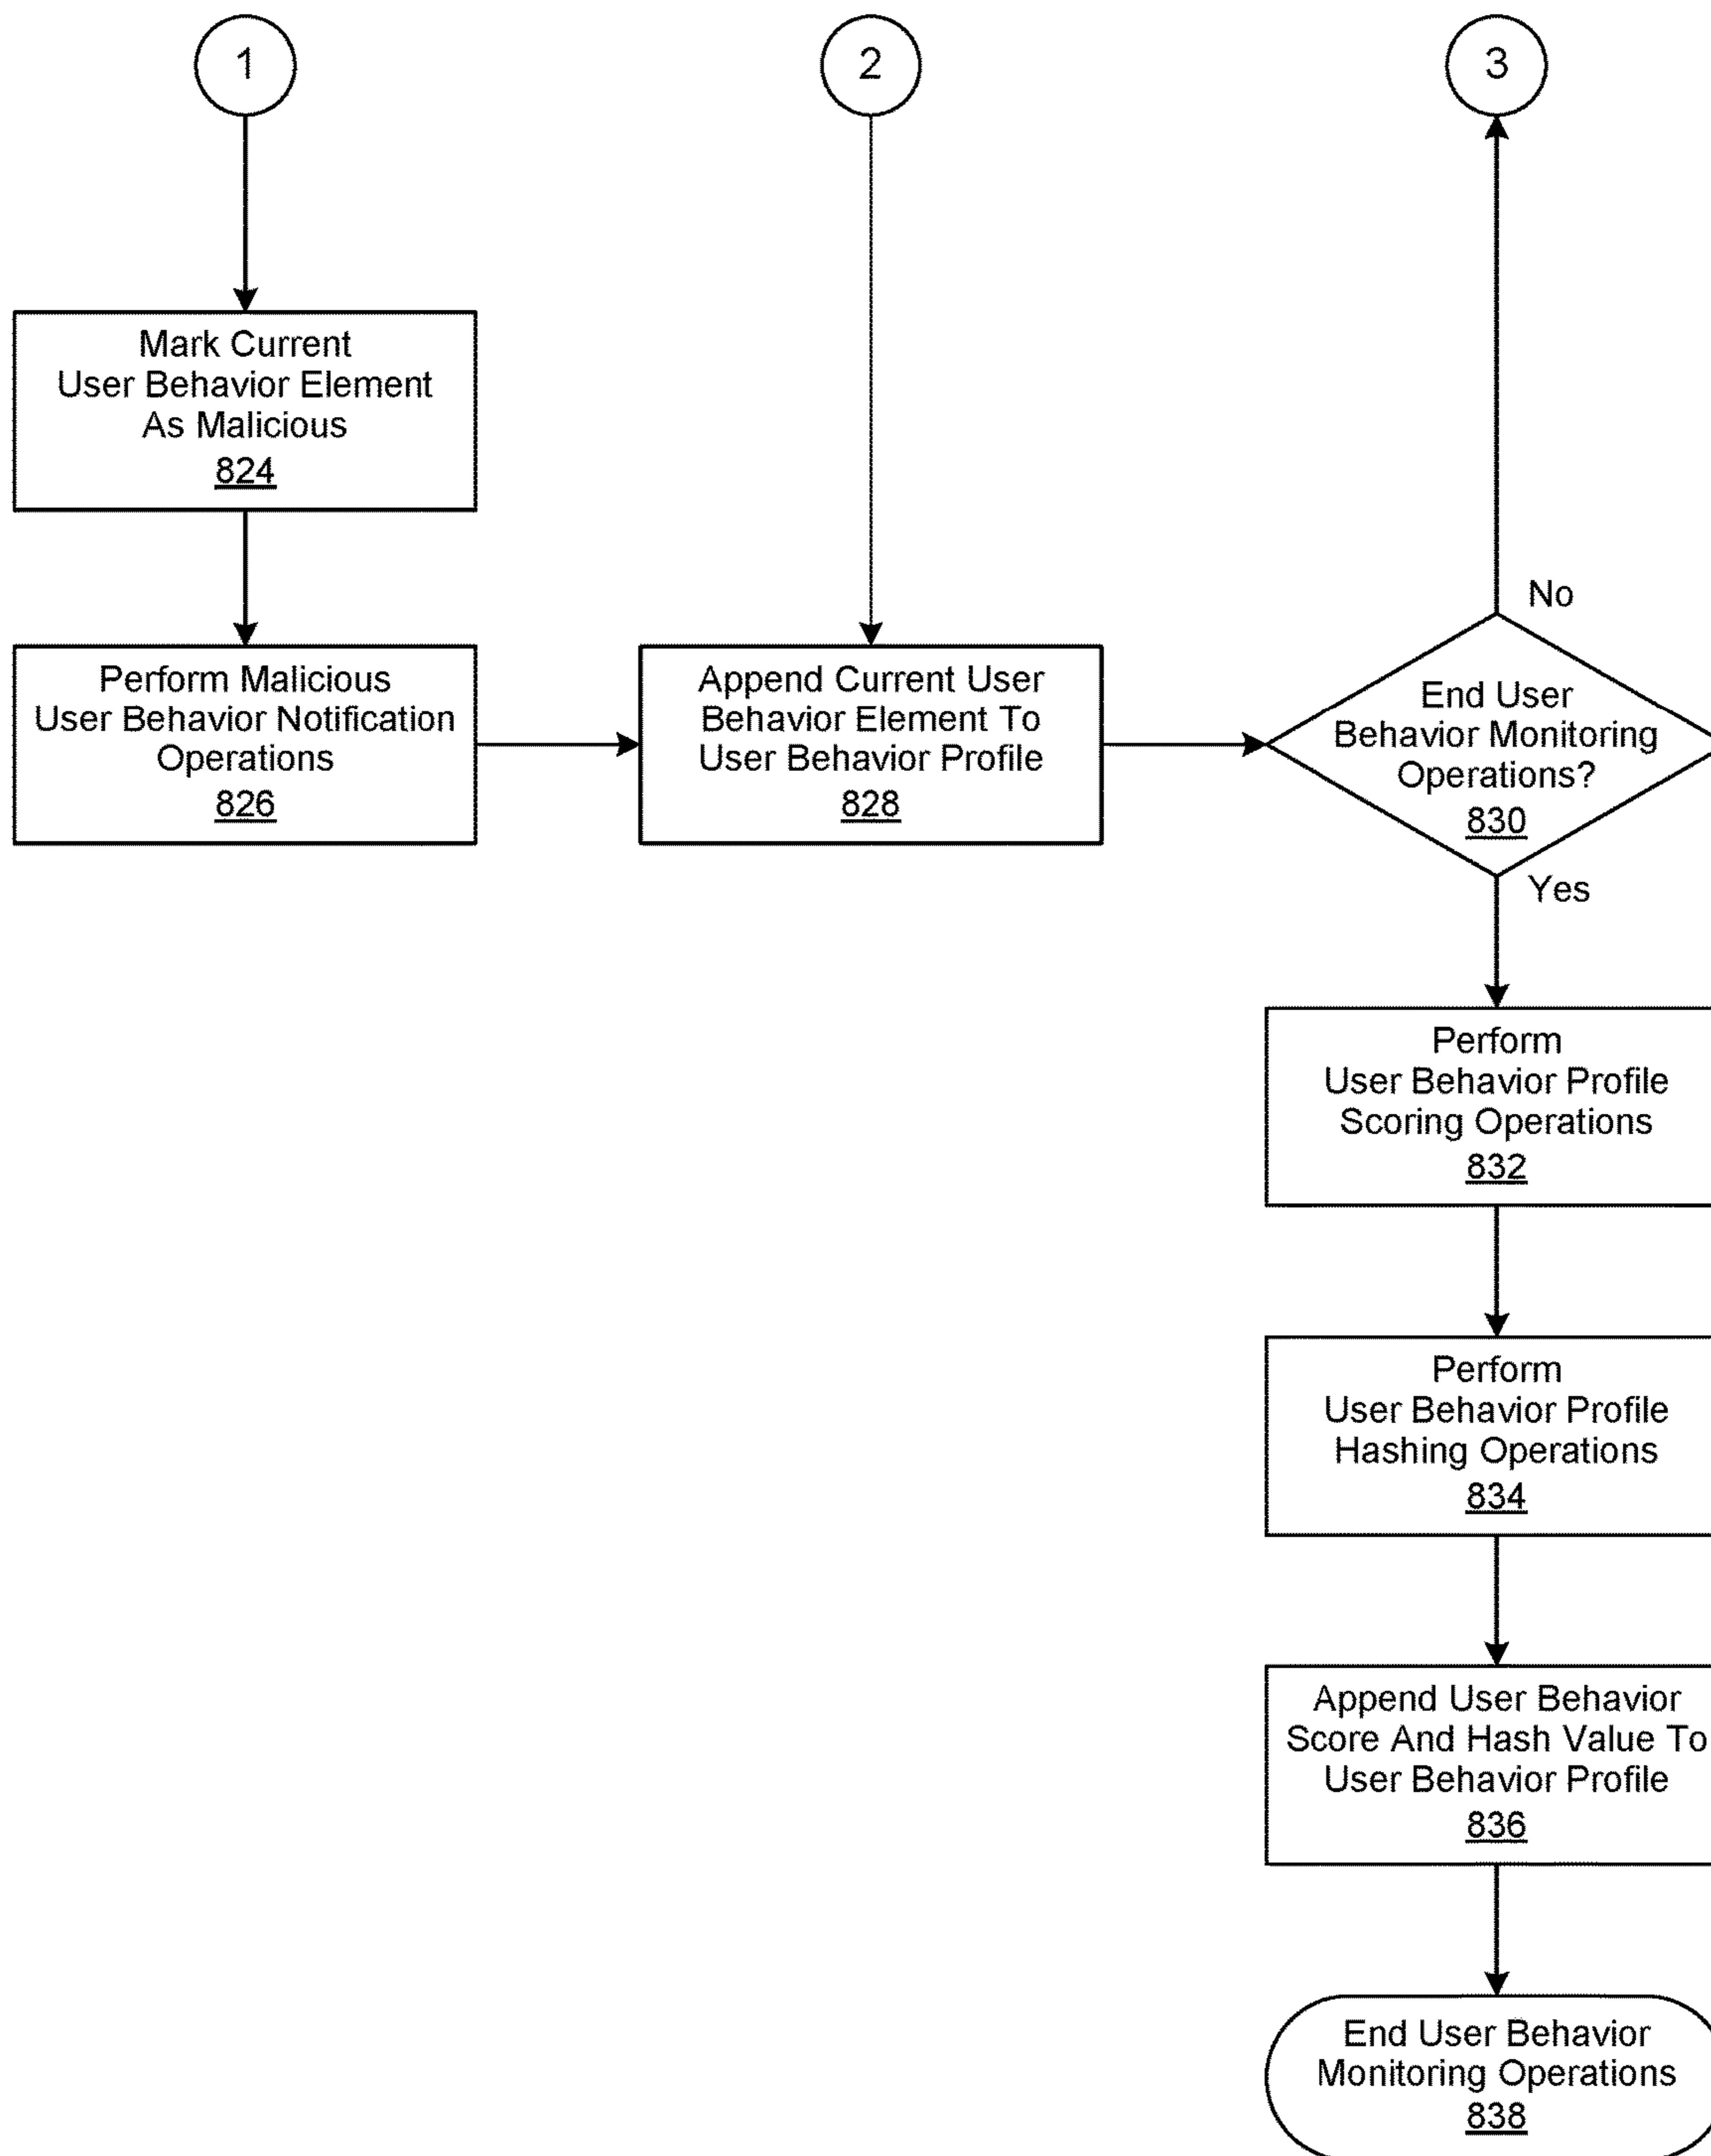 1
2
3
Mark Current
User Behavior Element
As Malicious
824
Perform Malicious
User Behavior Notification
Operations
826
Append Current User
Behavior Element To
User Behavior Profile
828
No
End User
Behavior Monitoring
Operations?
830
Yes
Perform
User Behavior Profile
Scoring Operations
832
Perform
User Behavior Profile
Hashing Operations
834
Append User Behavior
Score And Hash Value To
User Behavior Profile
836
End User Behavior
Monitoring Operations
838